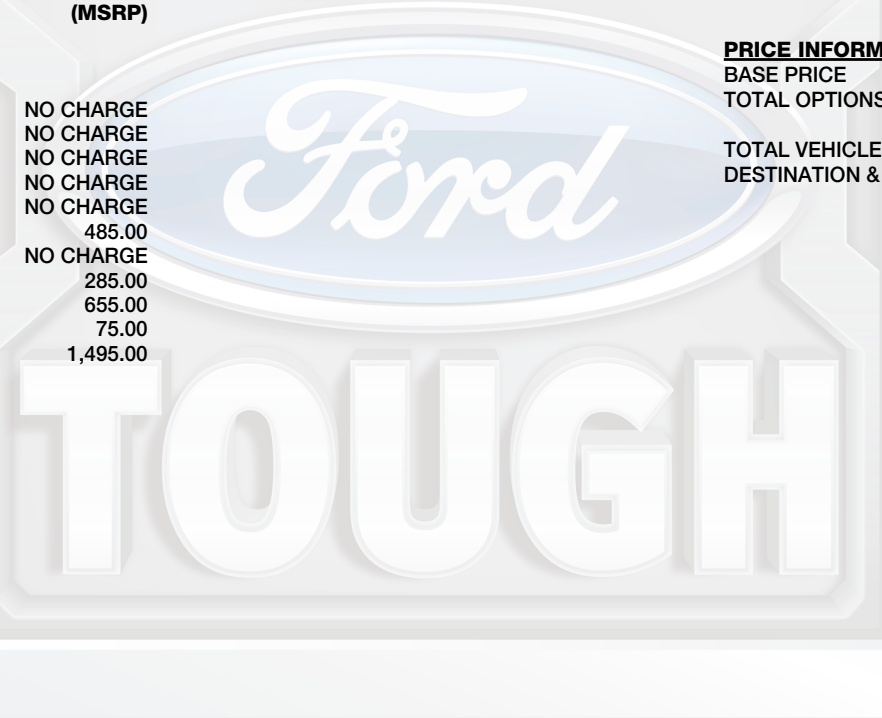 (MSRP)
NO CHARGE
NO CHARGE
NO CHARGE
NO CHARGE
NO CHARGE
485.00
NO CHARGE
285.00
655.00
75.00
1,495.00
PRICE INFORM
BASE PRICE
TOTAL OPTIONS
TOTAL VEHICLE
DESTINATION &
Ford
TOUGH